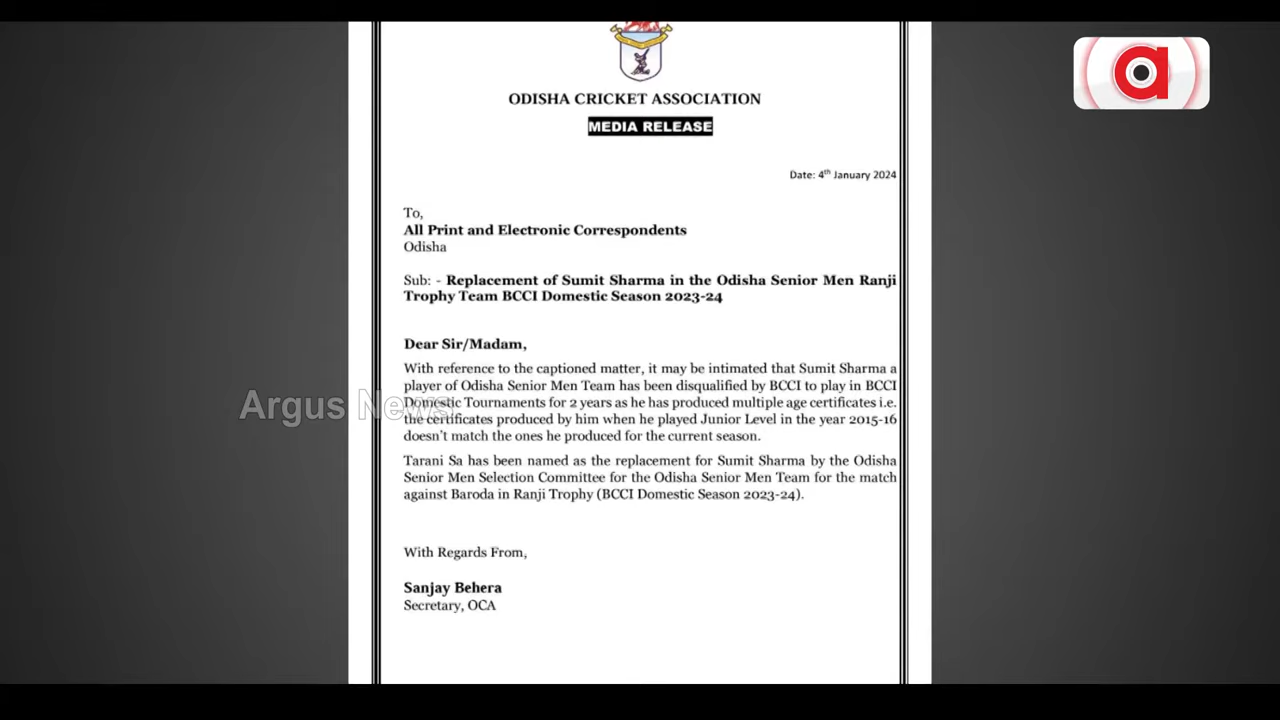 ODISHA CRICKET ASSOCIATION
MEDIA RELEASE
Date: 4th January 2024
To,
All Print and Electronic Correspondents
Odisha
Sub: - Replacement of Sumit Sharma in the Odisha Senior Men Ranji
Trophy Team BCCI Domestic Season 2023-24
Dear Sir/Madam,
With reference to the captioned matter, it may be intimated that Sumit Sharma a
player of Odisha Senior Men Team has been disqualified by BCCI to play in BCCI
Domestic Tournaments for 2 years as he has produced multiple age certificates i.e.
the certificates produced by him when he played Junior Level in the year 2015-16
doesn't match the ones he produced for the current season.
Tarani Sa has been named as the replacement for Sumit Sharma by the Odisha
Senior Men Selection Committee for the Odisha Senior Men Team for the match
against Baroda in Ranji Trophy (BCCI Domestic Season 2023-24).
With Regards From,
Sanjay Behera
Secretary, OCA
Argus News
a